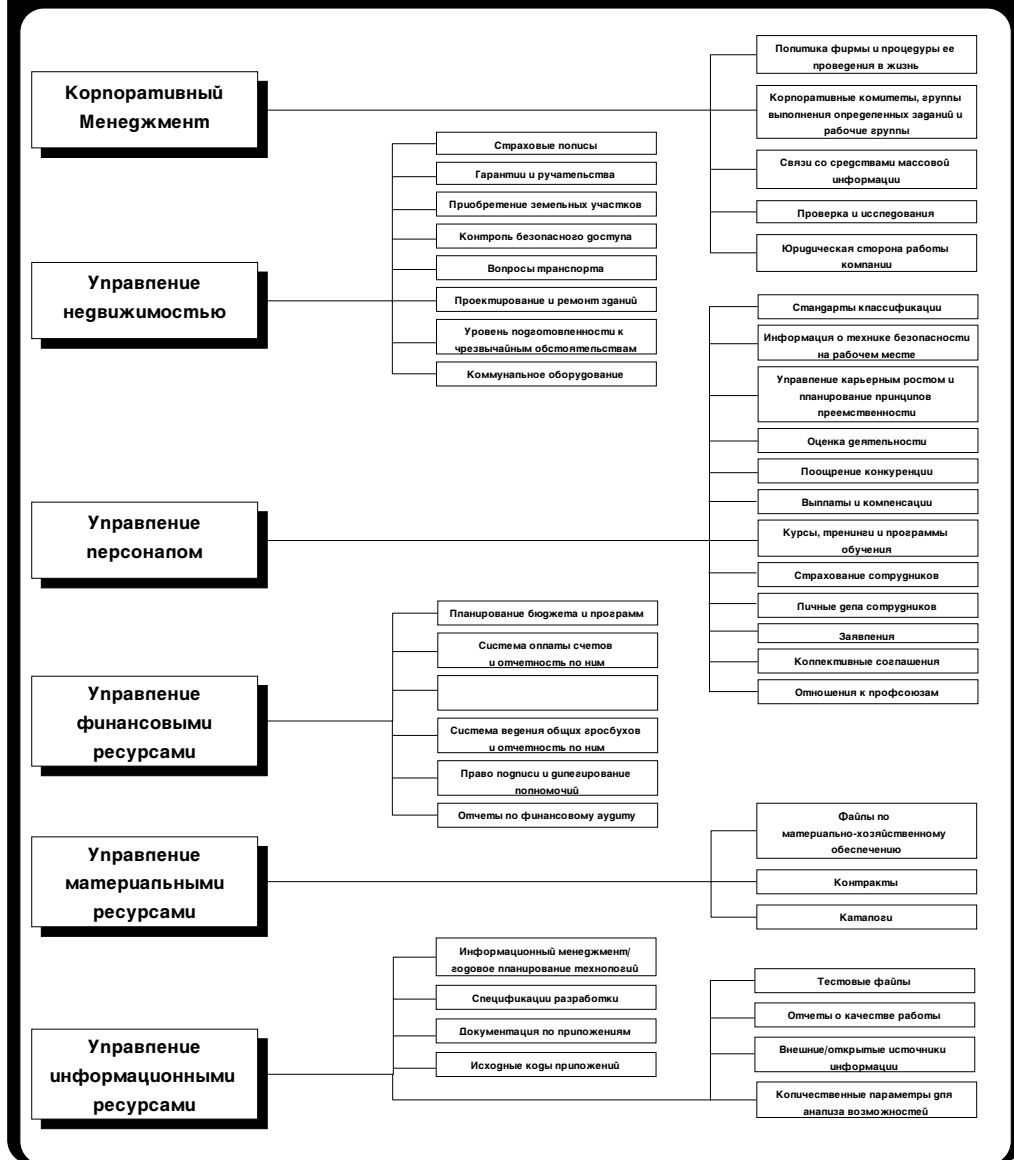 Корпоративный
Менеджмент
Политика фирмы и процедуры ее
проведения в жизнь
Корпоративные комитеты, группы
выполнения определенных заданий и
рабочие группы
Связи со средствами массовой
информации
Проверка и исследования
Юридическая сторона работы
компании
Управление
недвижимостью
Страховые полисы
Гарантии и ручательства
Приобретение земельных участков
Контроль безопасного доступа
Вопросы транспорта
Проектирование и ремонт зданий
Уровень подготовленности к
чрезвычайным обстоятельствам
Коммунальное оборудование
Управление
персоналом
Стандарты классификации
Информация о технике безопасности
на рабочем месте
Управление карьерным ростом и
планирование принципов
преемственности
Оценка деятельности
Поощрение конкуренции
Выплаты и компенсации
Курсы, тренинги и программы
обучения
Страхование сотрудников
Личные дела сотрудников
Заявления
Коллективные соглашения
Отношения к профсоюзам
Управление
финансовыми
ресурсами
Планирование бюджета и программ
Система оплаты счетов
и отчетность по ним
Система ведения общих гросбухов
и отчетность по ним
Право подписи и дилегирование
полномочий
Отчеты по финансовому аудиту
Управление
материальными
ресурсами
Файлы по
материально-хозяйственному
обеспечению
Контракты
Каталоги
Управление
информационными
ресурсами
Информационный менеджмент/
годовое планирование технологий
Спецификации разработки
Документация по приложениям
Исходные коды приложений
Тестовые файлы
Отчеты о качестве работы
Внешние/открытые источники
информации
Количественные параметры для
анализа возможностей